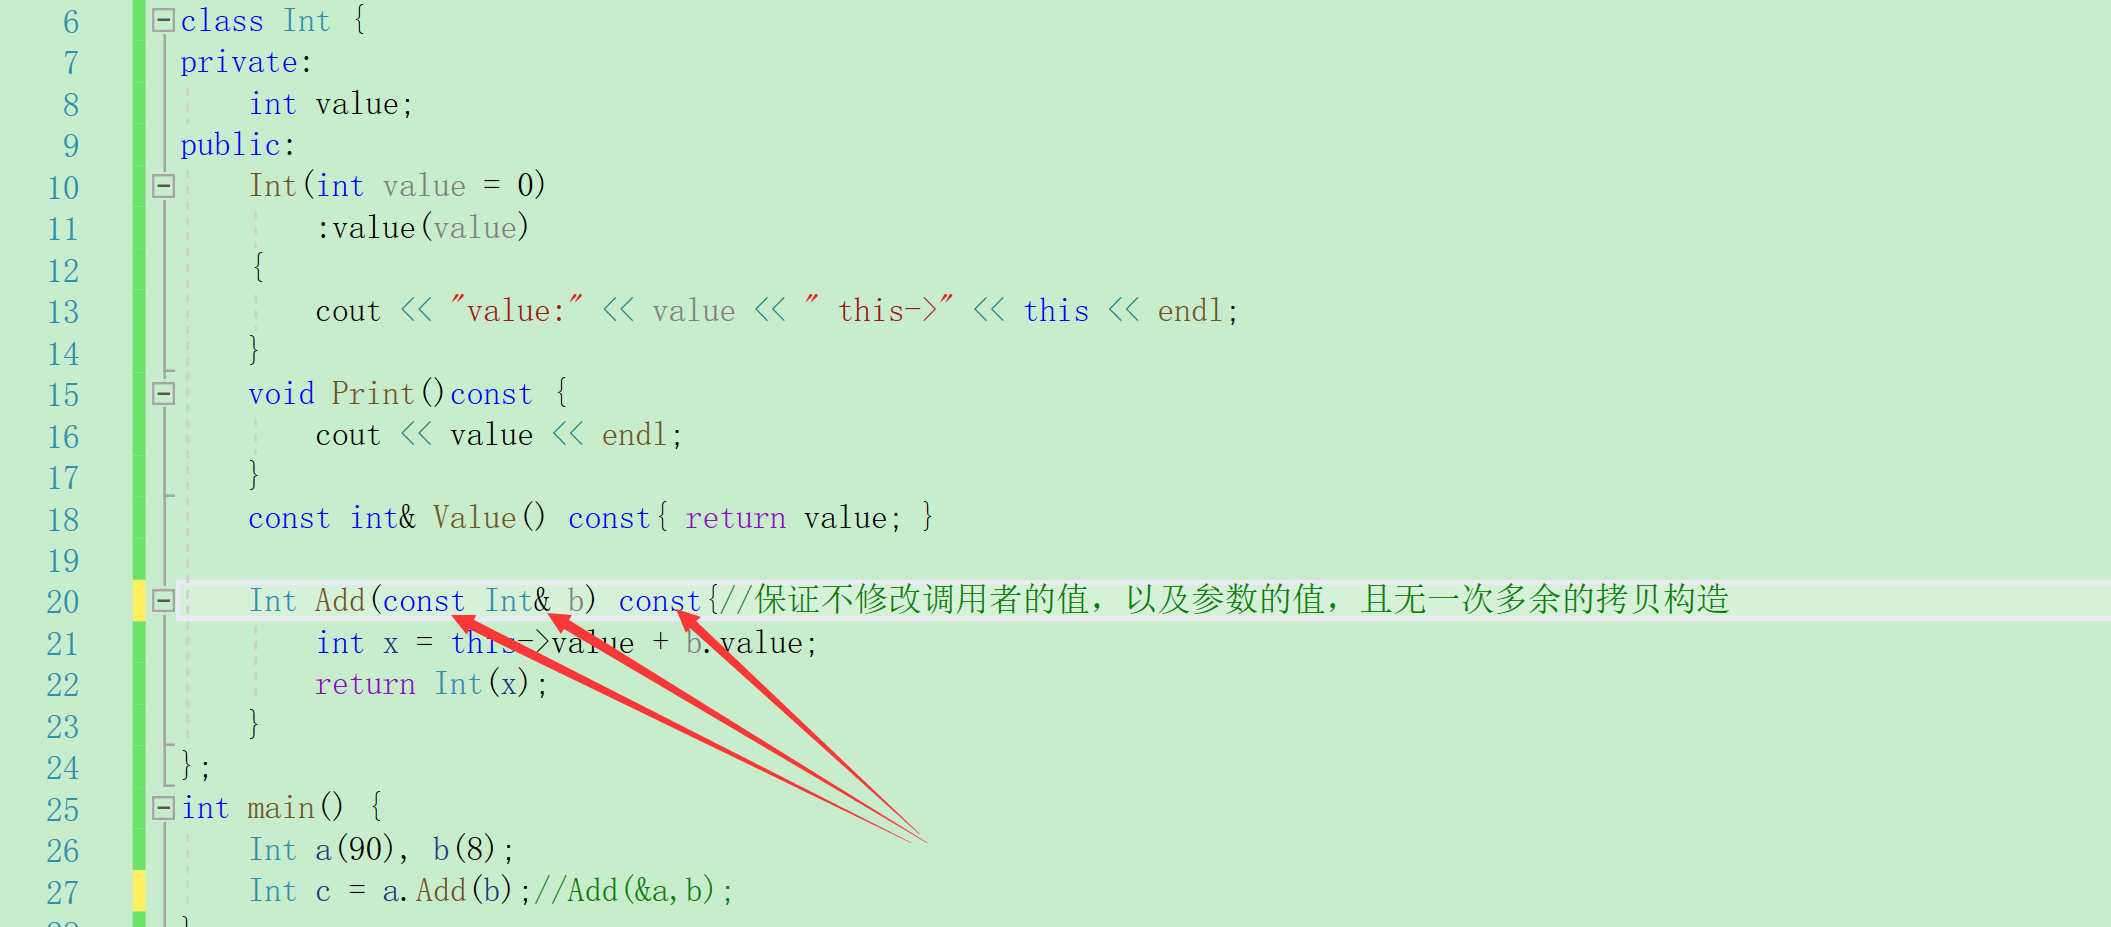 6 class Int {
7 private:
8 int value;
9 public:
10 Int(int value = 0)
11 :value(value)
12 {
13 cout << "value:" << value << " this->" << this << endl;
14 }
15 void Print()const {
16 cout << value << endl;
17 }
18 const int& Value() const{ return value; }
19
20 Int Add(const Int& b) const{//保证不修改调用者的值，以及参数的值，且无一次多余的拷贝构造
21 int x = this->value + b.value;
22 return Int(x);
23 }
24 };
25 int main() {
26 Int a(90), b(8);
27 Int c = a.Add(b);//Add(&a,b);